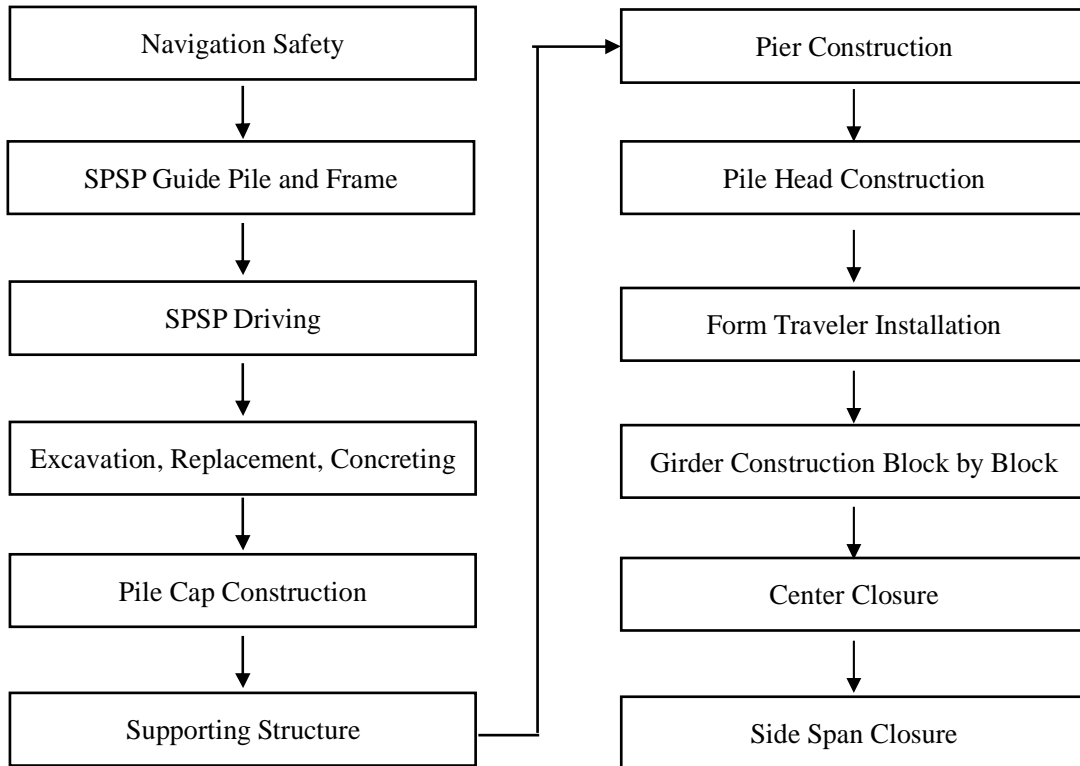 Navigation Safety
SPSP Guide Pile and Frame
SPSP Driving
Excavation, Replacement, Concreting
Pile Cap Construction
Supporting Structure
Pier Construction
Pile Head Construction
Form Traveler Installation
Girder Construction Block by Block
Center Closure
Side Span Closure